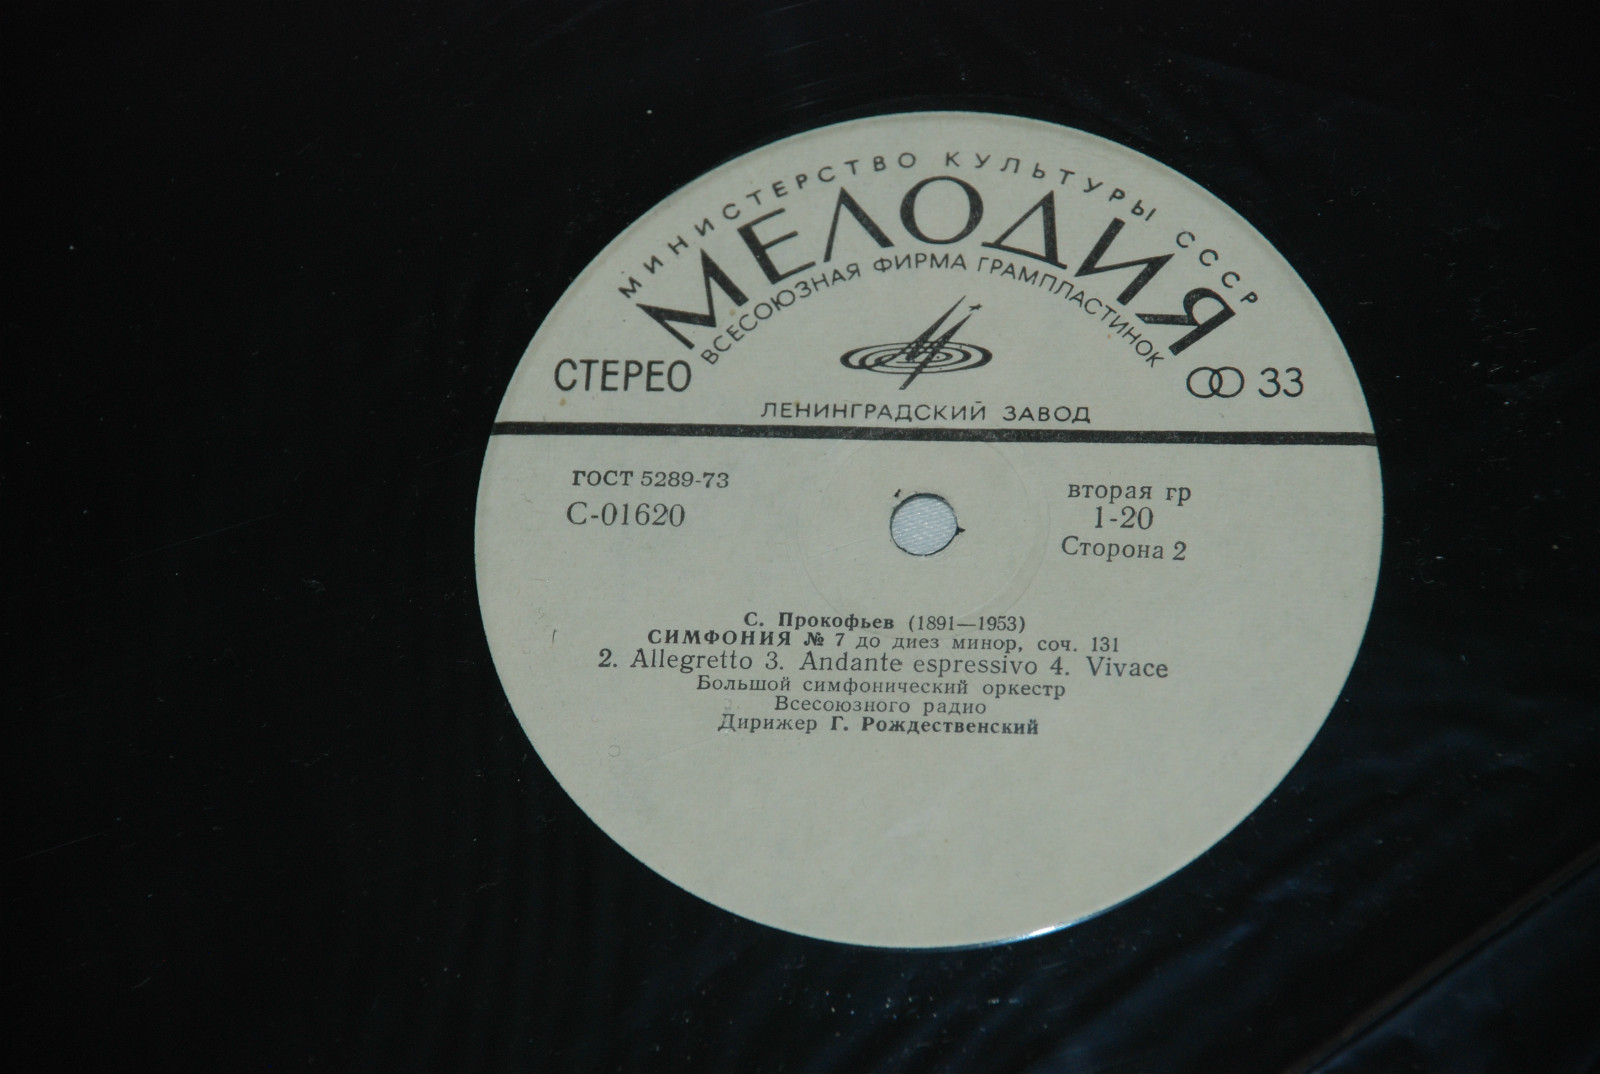 МИНИСТЕРСТВО КУЛЬТУРЫ СССР
МЕЛОДИЯ
ВСЕСОЮЗНАЯ ФИРМА ГРАМПЛАСТИНОК
СТЕРЕО
33
ЛЕНИНГРАДСКИЙ ЗАВОД
ГОСТ 5289-73
С-01620
вторая гр
1-20
Сторона 2
С. Прокофьев (1891—1953)
СИМФОНИЯ № 7 до диез минор, соч. 131
2. Allegretto 3. Andante espressivo 4. Vivace
Большой симфонический оркестр
Всесоюзного радио
Дирижер Г. Рождественский